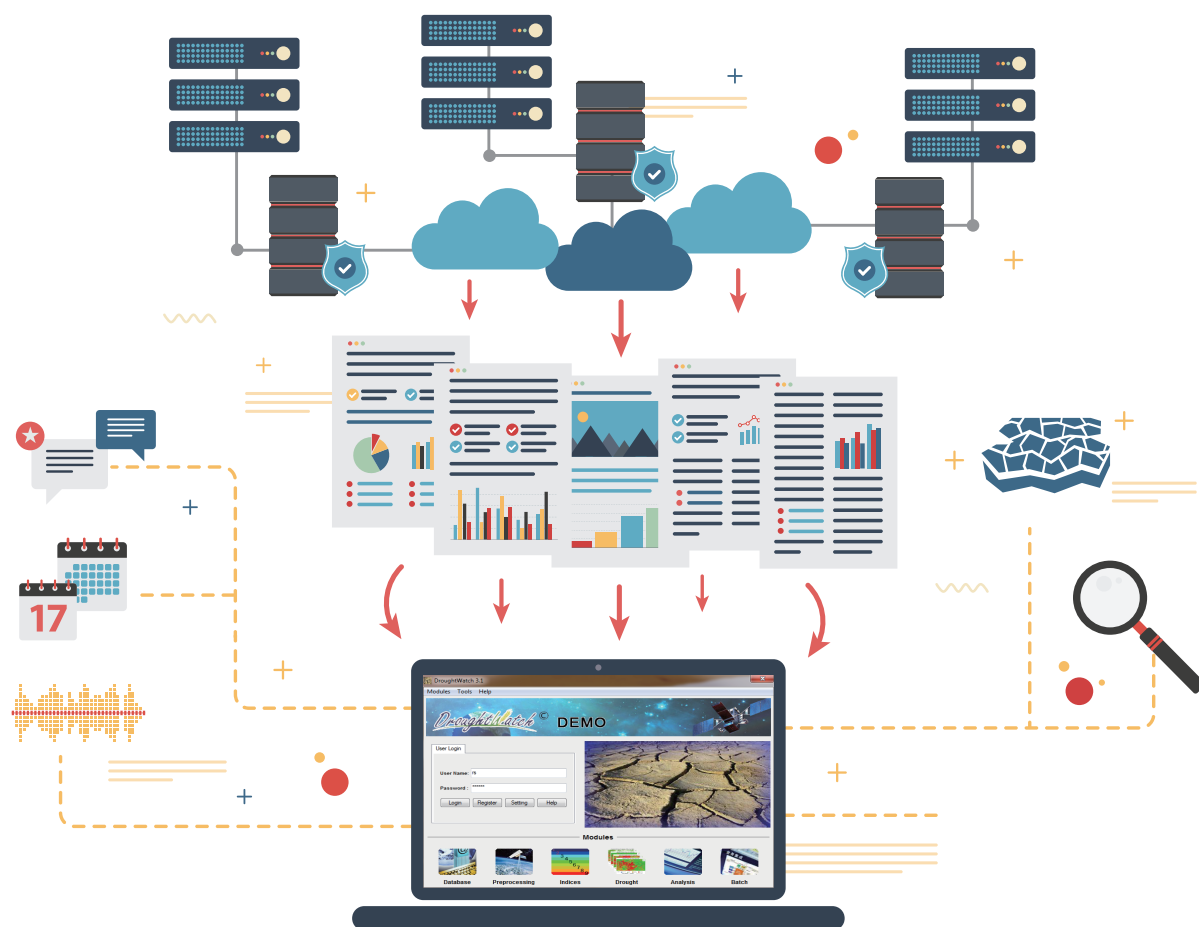 17
DroughtWatch 3.1
Modules Tools Help
DroughtWatch © DEMO
User Login
User Name: rs
Password : ******
Login Register Setting Help
Modules
Database Preprocessing Indices Drought Analysis Batch